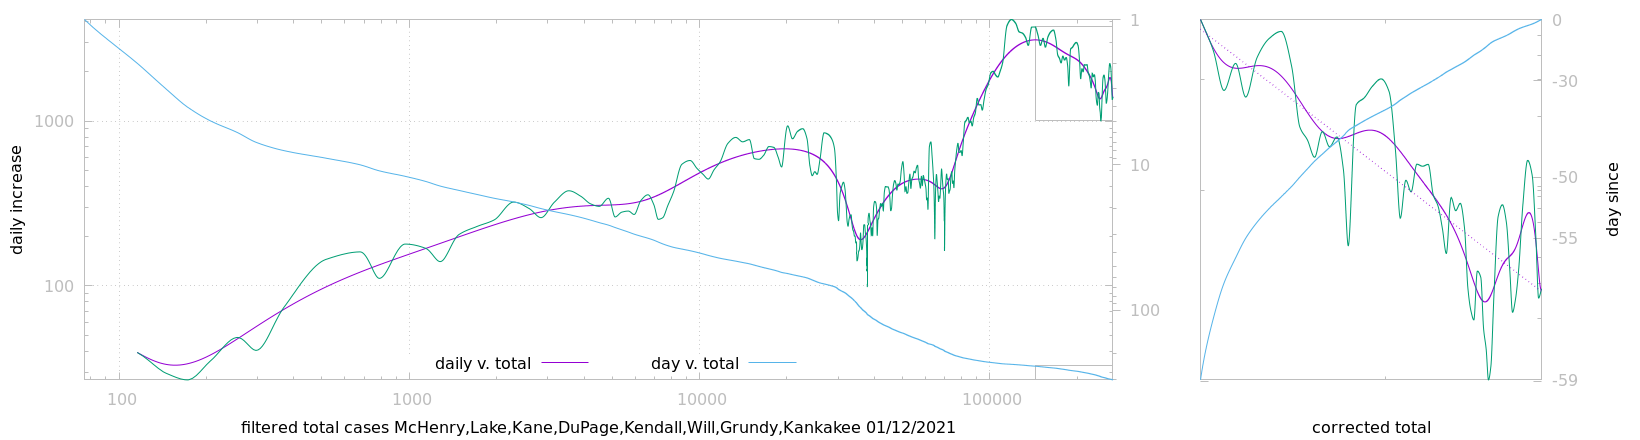 daily increase
1000
100
daily v. total
day v. total
1
10
100
100
1000
10000
100000
filtered total cases McHenry,Lake,Kane,DuPage,Kendall,Will,Grundy,Kankakee 01/12/2021
0
-30
-50
-55
-59
day since
corrected total